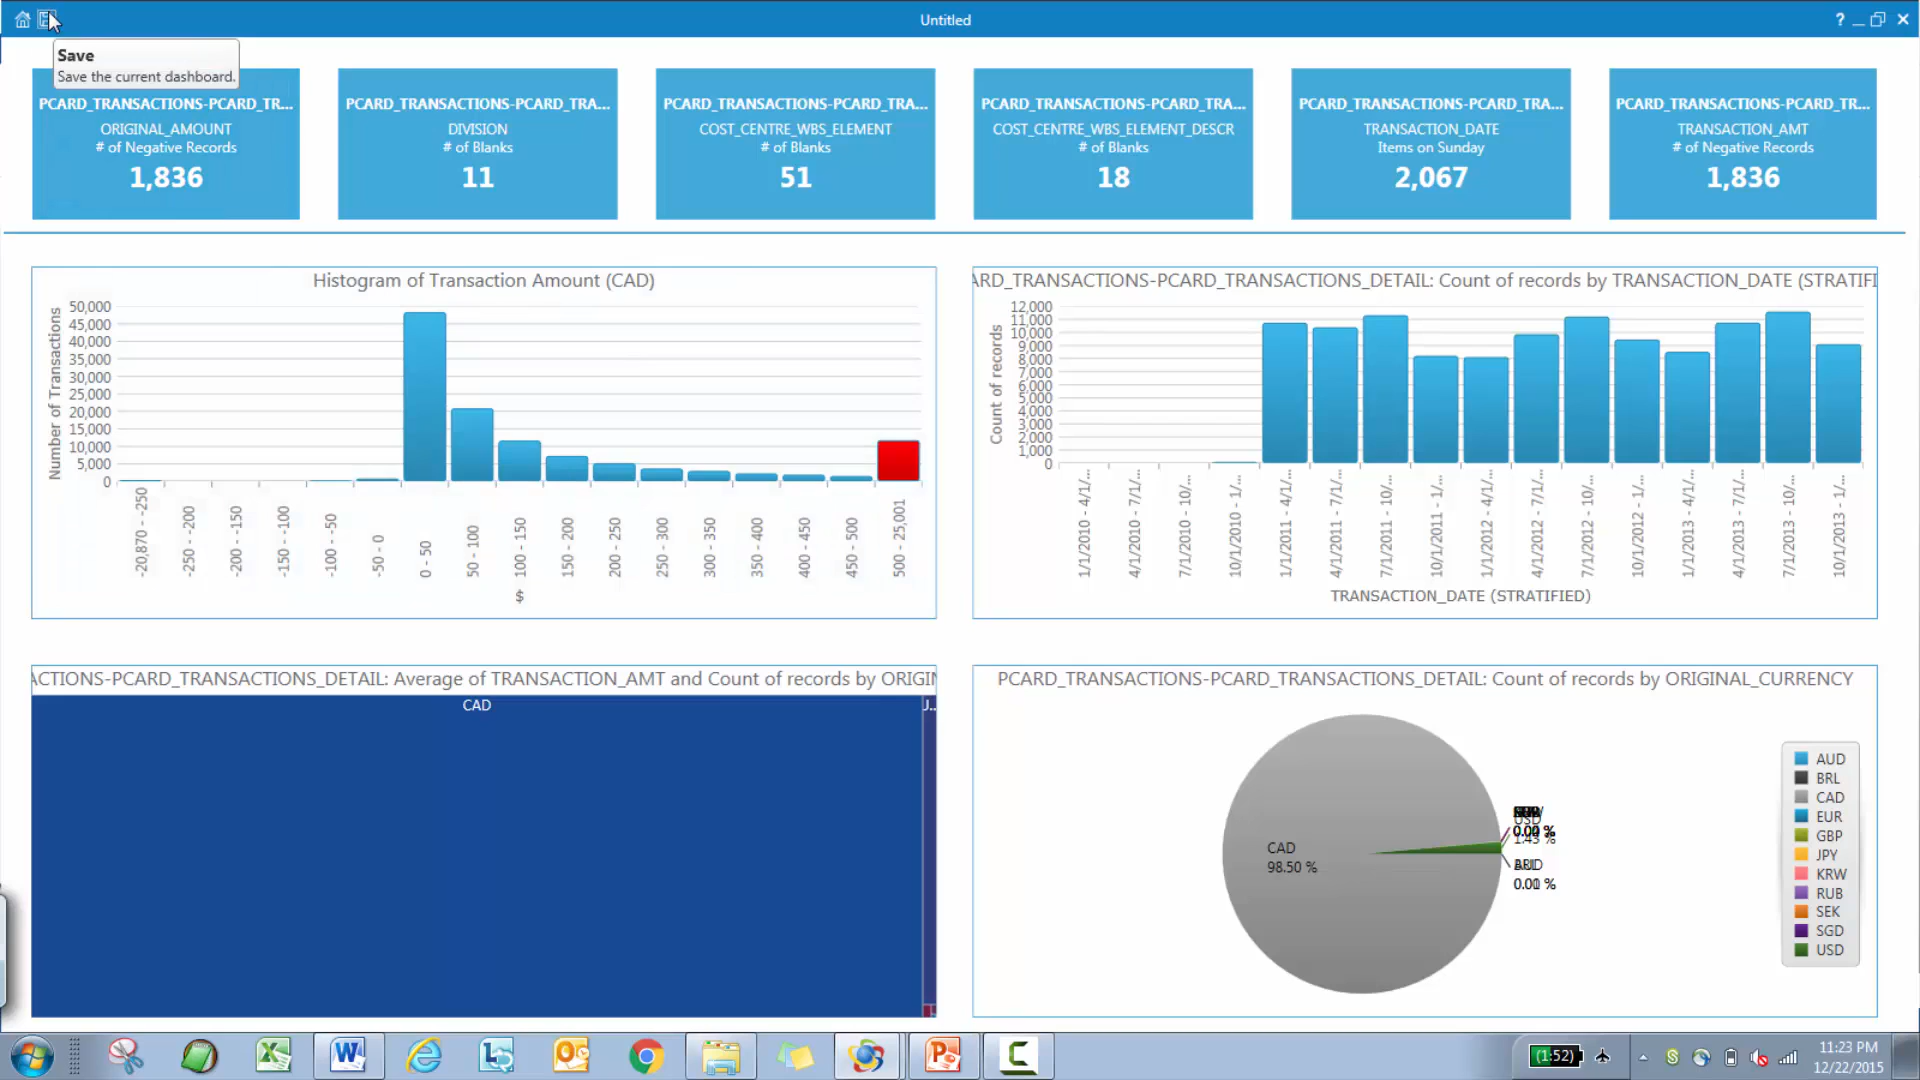 Untitled
?
Save
Save the current dashboard.
PCARD_TRANSACTIONS-PCARD_TR...
ORIGINAL_AMOUNT
# of Negative Records
1,836
PCARD_TRANSACTIONS-PCARD_TRA...
DIVISION
# of Blanks
11
PCARD_TRANSACTIONS-PCARD_TRA...
COST_CENTRE_WBS_ELEMENT
# of Blanks
51
PCARD_TRANSACTIONS-PCARD_TRA...
COST_CENTRE_WBS_ELEMENT_DESCR
# of Blanks
18
PCARD_TRANSACTIONS-PCARD_TRA...
TRANSACTION_DATE
Items on Sunday
2,067
PCARD_TRANSACTIONS-PCARD_TR...
TRANSACTION_AMT
# of Negative Records
1,836
Histogram of Transaction Amount (CAD)
Number of Transactions
50,000
45,000
40,000
35,000
30,000
25,000
20,000
15,000
10,000
5,000
0
-20,870 - -250
-250 - -200
-200 - -150
-150 - -100
-100 - -50
-50 - 0
0 - 50
50 - 100
100 - 150
150 - 200
200 - 250
250 - 300
300 - 350
350 - 400
400 - 450
450 - 500
500 - 25,001
$
ARD_TRANSACTIONS-PCARD_TRANSACTIONS_DETAIL: Count of records by TRANSACTION_DATE (STRATIFI
Count of records
12,000
11,000
10,000
9,000
8,000
7,000
6,000
5,000
4,000
3,000
2,000
1,000
0
1/1/2010 - 4/1/...
4/1/2010 - 7/1/...
7/1/2010 - 10/...
10/1/2010 - 1/...
1/1/2011 - 4/1/...
4/1/2011 - 7/1/...
7/1/2011 - 10/...
10/1/2011 - 1/...
1/1/2012 - 4/1/...
4/1/2012 - 7/1/...
7/1/2012 - 10/...
10/1/2012 - 1/...
1/1/2013 - 4/1/...
4/1/2013 - 7/1/...
7/1/2013 - 10/...
10/1/2013 - 1/...
TRANSACTION_DATE (STRATIFIED)
ACTIONS-PCARD_TRANSACTIONS_DETAIL: Average of TRANSACTION_AMT and Count of records by ORIGIN
CAD
J...
PCARD_TRANSACTIONS-PCARD_TRANSACTIONS_DETAIL: Count of records by ORIGINAL_CURRENCY
CAD
98.50 %
USD
1.45 %
AUD
BRL
CAD
EUR
GBP
JPY
KRW
RUB
SEK
SGD
USD
(1:52)
11:23 PM
12/22/2015